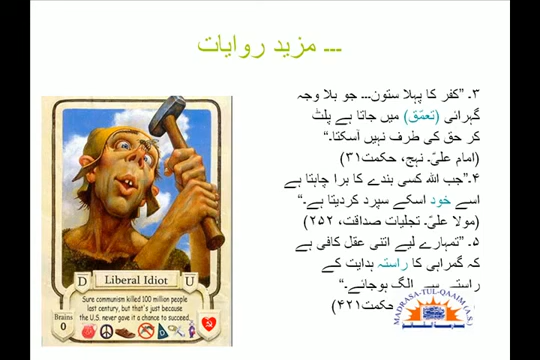 --- مزید روایات
۳۔ "کفر کا پہلا ستون--- جو بلا وجہ
گہرائی (تعمّق) میں جاتا ہے پلٹ
کر حق کی طرف نہیں آسکتا۔"
(امام علیؑ۔ نہج، حکمت۳۱)
۴۔"جب اللہ کسی بندے کا برا چاہتا ہے
اسے خود اسکے سپرد کردیتا ہے۔"
(مولا علیؑ۔ تجلیات صداقت، ۲۵۲)
۵۔"تمہارے لیے اتنی عقل کافی ہے
کہ گمراہی کا راستہ ہدایت کے
راستے سے الگ ہوجائے۔"
حکمت۴۲۱)
MADRASA-TUL-QAAIM (A.S.)
D Liberal Idiot U
Sure communism killed 100 million people
last century, but that's just because
the U.S. never gave it a chance to succeed.
Brains
0